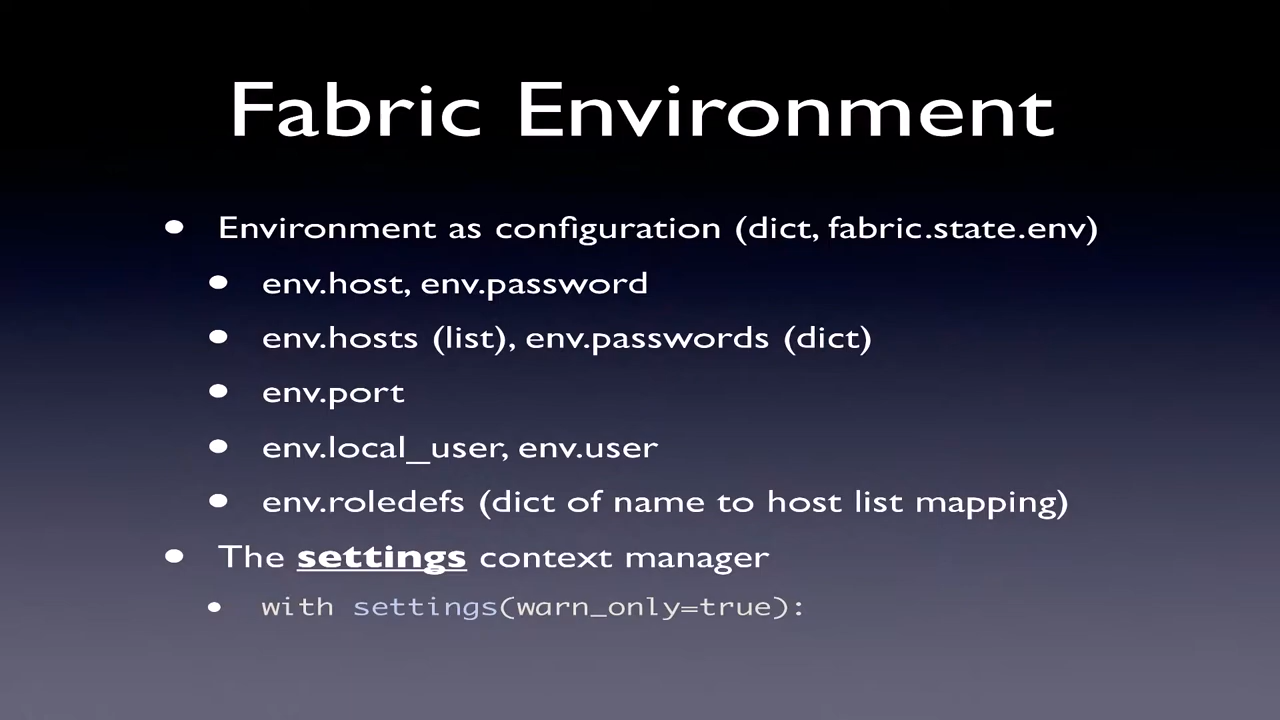 Fabric Environment
• Environment as configuration (dict, fabric.state.env)
• env.host, env.password
• env.hosts (list), env.passwords (dict)
• env.port
• env.local_user, env.user
• env.roledefs (dict of name to host list mapping)
• The settings context manager
• with settings(warn_only=true):